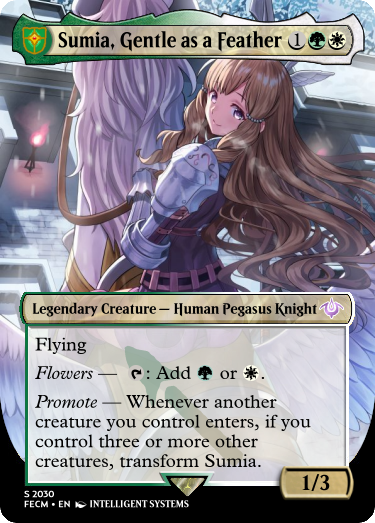 Sumia, Gentle as a Feather 1
Legendary Creature — Human Pegasus Knight
Flying
Flowers — : Add or .
Promote — Whenever another
creature you control enters, if you
control three or more other
creatures, transform Sumia.
1/3
S 2030
FECM • EN INTELLIGENT SYSTEMS